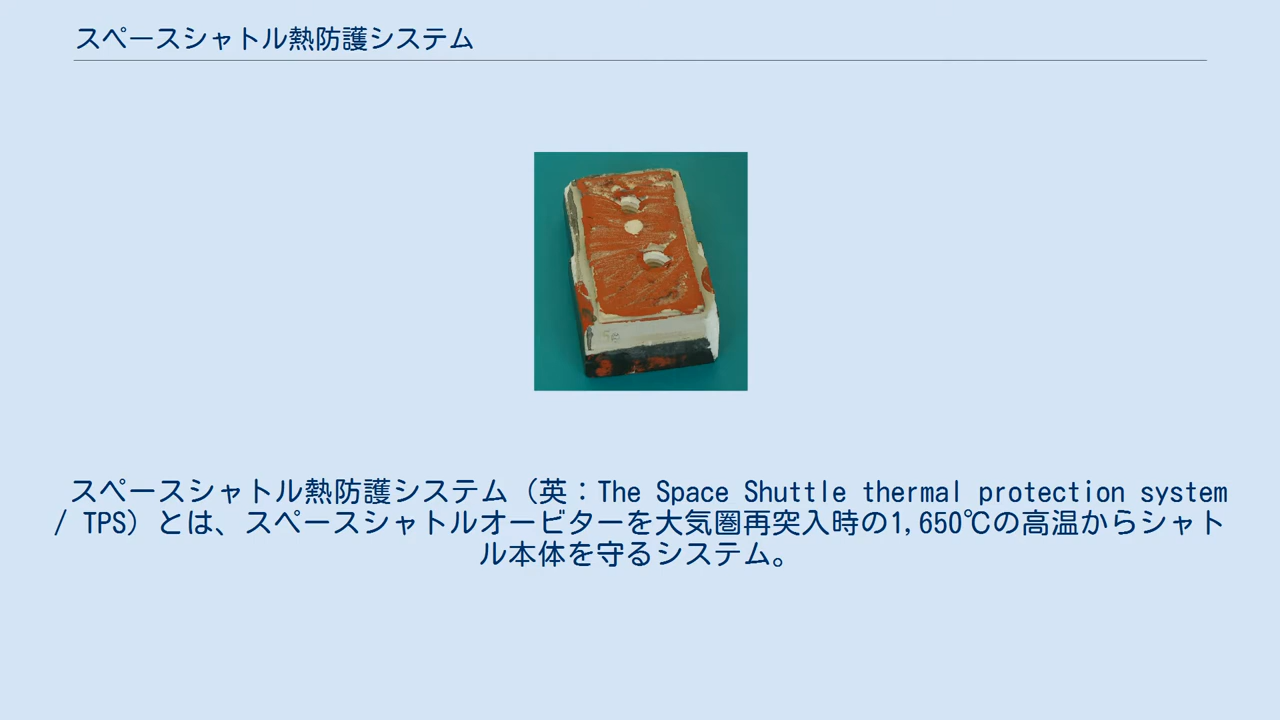 スペースシャトル熱防護システム
スペースシャトル熱防護システム（英：The Space Shuttle thermal protection system
/ TPS）とは、スペースシャトルオービターを大気圏再突入時の1,650℃の高温からシャト
ル本体を守るシステム。